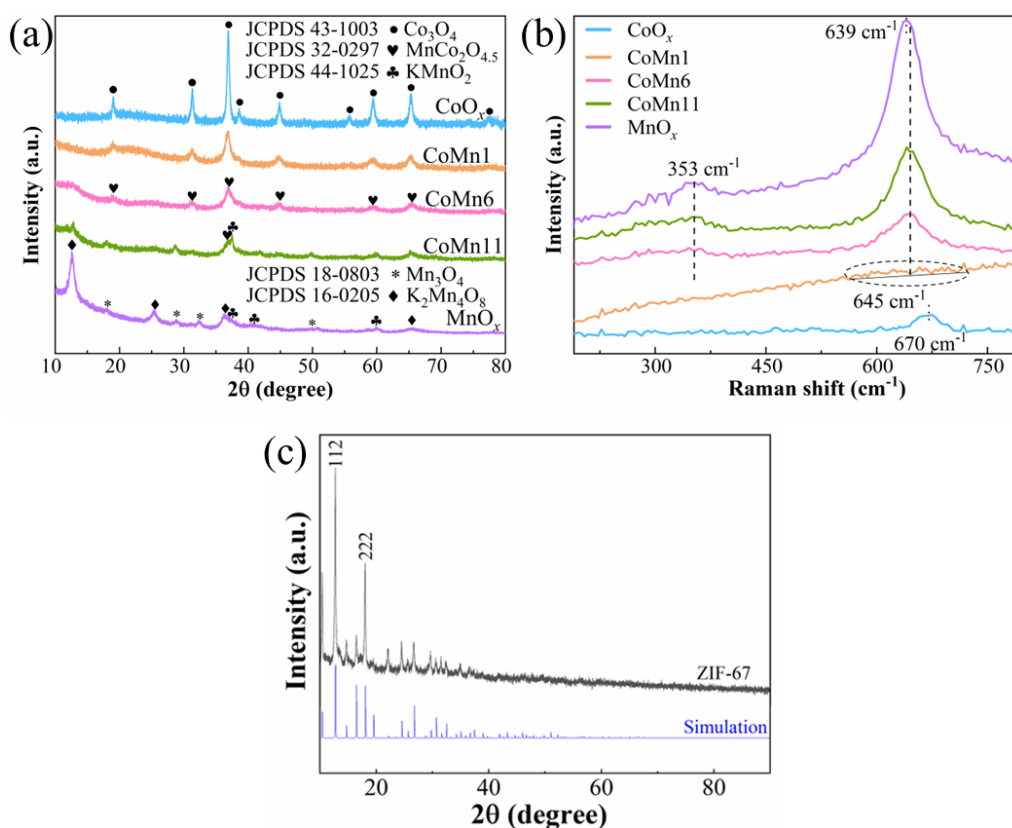 (a)
JCPDS 43-1003 ● Co₃O₄
JCPDS 32-0297 ♥ MnCo₂O₄.₅
JCPDS 44-1025 ♣ KMnO₂
CoOₓ
CoMn1
CoMn6
CoMn11
JCPDS 18-0803 * Mn₃O₄
JCPDS 16-0205 ♦ K₂Mn₄O₈
MnOₓ
Intensity (a.u.)
10 20 30 40 50 60 70 80
2θ (degree)
(b)
CoOₓ
CoMn1
CoMn6
CoMn11
MnOₓ
639 cm⁻¹
353 cm⁻¹
645 cm⁻¹
670 cm⁻¹
Intensity (a.u.)
300 450 600 750
Raman shift (cm⁻¹)
(c)
112
222
ZIF-67
Simulation
Intensity (a.u.)
20 40 60 80
2θ (degree)